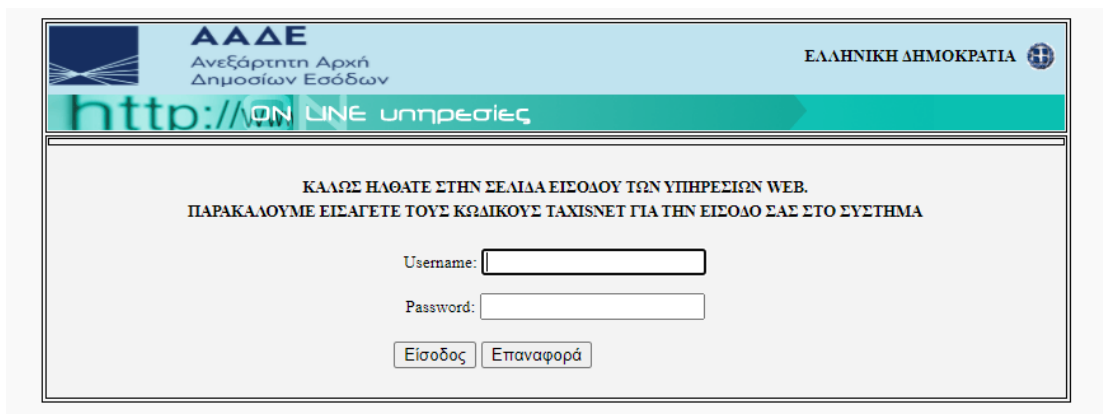 ΑΑΔΕ
Ανεξάρτητη Αρχή
Δημοσίων Εσόδων
ΕΛΛΗΝΙΚΗ ΔΗΜΟΚΡΑΤΙΑ
http://www
ON LINE υπηρεσίες
ΚΑΛΩΣ ΗΛΘΑΤΕ ΣΤΗΝ ΣΕΛΙΔΑ ΕΙΣΟΔΟΥ ΤΩΝ ΥΠΗΡΕΣΙΩΝ WEB.
ΠΑΡΑΚΑΛΟΥΜΕ ΕΙΣΑΓΕΤΕ ΤΟΥΣ ΚΩΔΙΚΟΥΣ TAXISNET ΓΙΑ ΤΗΝ ΕΙΣΟΔΟ ΣΑΣ ΣΤΟ ΣΥΣΤΗΜΑ
Username:
Password:
Είσοδος Επαναφορά